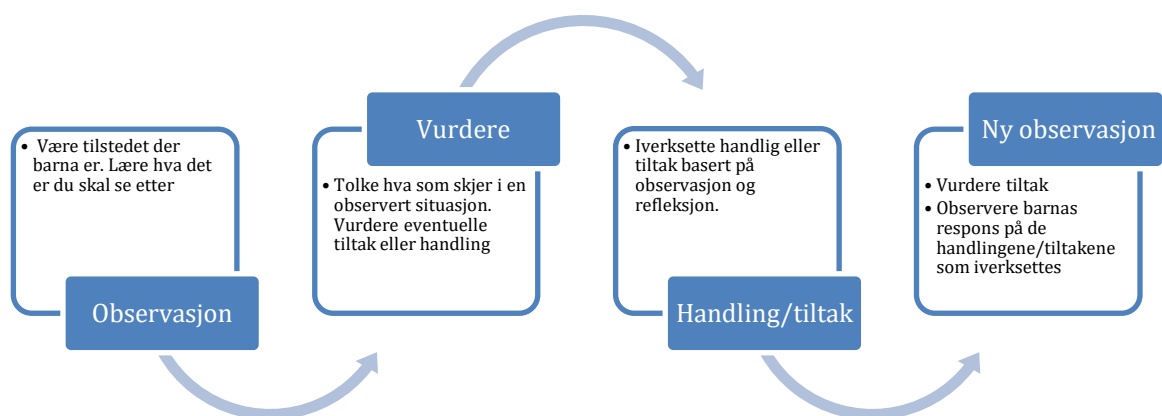 • Være tilstedet der
barna er. Lære hva det
er du skal se etter
Observasjon
Vurdere
• Tolke hva som skjer i en
observert situasjon.
Vurdere eventuelle
tiltak eller handling
• Iverksette handlig eller
tiltak basert på
observasjon og
refleksjon.
Handling/tiltak
Ny observasjon
• Vurdere tiltak
• Observere barnas
respons på de
handlingene/tiltakene
som iverksettes